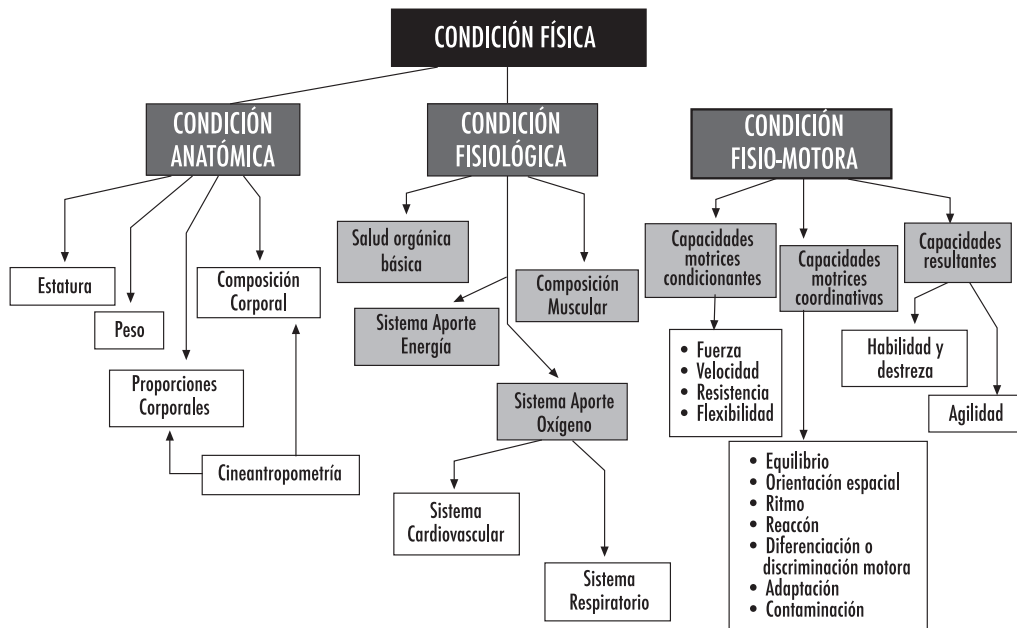 CONDICIÓN FÍSICA
CONDICIÓN
ANATÓMICA
Estatura
Peso
Proporciones
Corporales
Composición
Corporal
Cineantropometría
CONDICIÓN
FISIOLÓGICA
Salud orgánica
básica
Sistema Aporte
Energía
Composición
Muscular
Sistema Aporte
Oxígeno
Sistema
Cardiovascular
Sistema
Respiratorio
CONDICIÓN
FISIO-MOTORA
Capacidades
motrices
condicionantes
• Fuerza
• Velocidad
• Resistencia
• Flexibilidad
Capacidades
motrices
coordinativas
• Equilibrio
• Orientación espacial
• Ritmo
• Reaccón
• Diferenciación o
discriminación motora
• Adaptación
• Contaminación
Capacidades
resultantes
Habilidad y
destreza
Agilidad